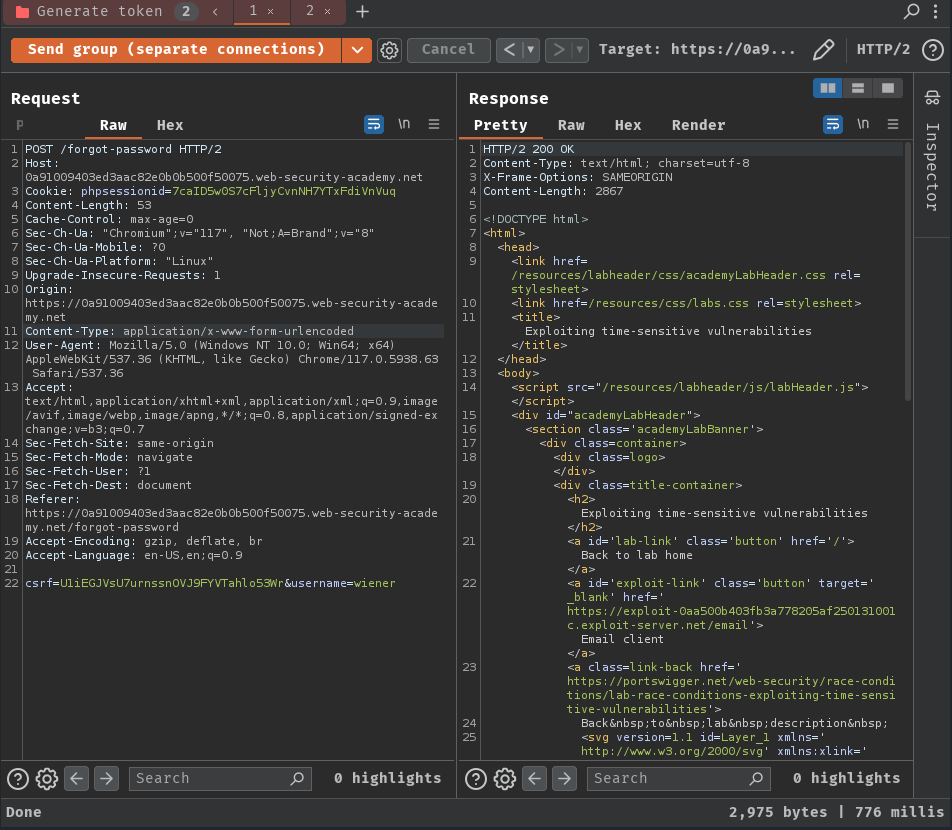 Generate token 2 < 1 × 2 × +
Send group (separate connections) Cancel < > Target: https://0a9... HTTP/2
Request
Raw Hex \n
1 POST /forgot-password HTTP/2
2 Host:
0a91009403ed3aac82e0b0b500f50075.web-security-academy.net
3 Cookie: phpsessionid=7caID5w0S7cFljyCvnNH7YTxFdiVnVuq
4 Content-Length: 53
5 Cache-Control: max-age=0
6 Sec-Ch-Ua: "Chromium";v="117", "Not;A=Brand";v="8"
7 Sec-Ch-Ua-Mobile: ?0
8 Sec-Ch-Ua-Platform: "Linux"
9 Upgrade-Insecure-Requests: 1
10 Origin:
https://0a91009403ed3aac82e0b0b500f50075.web-security-acade
my.net
11 Content-Type: application/x-www-form-urlencoded
12 User-Agent: Mozilla/5.0 (Windows NT 10.0; Win64; x64)
AppleWebKit/537.36 (KHTML, like Gecko) Chrome/117.0.5938.63
Safari/537.36
13 Accept:
text/html,application/xhtml+xml,application/xml;q=0.9,image
/avif,image/webp,image/apng,*/*;q=0.8,application/signed-ex
change;v=b3;q=0.7
14 Sec-Fetch-Site: same-origin
15 Sec-Fetch-Mode: navigate
16 Sec-Fetch-User: ?1
17 Sec-Fetch-Dest: document
18 Referer:
https://0a91009403ed3aac82e0b0b500f50075.web-security-acade
my.net/forgot-password
19 Accept-Encoding: gzip, deflate, br
20 Accept-Language: en-US,en;q=0.9
21
22 csrf=U1iEGJVsU7urnssnOVJ9FYVTahlo53Wr&username=wiener
Search 0 highlights
Response
Pretty Raw Hex Render \n
1 HTTP/2 200 OK
2 Content-Type: text/html; charset=utf-8
3 X-Frame-Options: SAMEORIGIN
4 Content-Length: 2867
5
6 <!DOCTYPE html>
7 <html>
8 <head>
9 <link href=
/resources/labheader/css/academyLabHeader.css rel=
stylesheet>
10 <link href=/resources/css/labs.css rel=stylesheet>
11 <title>
Exploiting time-sensitive vulnerabilities
</title>
12 </head>
13 <body>
14 <script src="/resources/labheader/js/labHeader.js">
</script>
15 <div id="academyLabHeader">
16 <section class='academyLabBanner'>
17 <div class=container>
18 <div class=logo>
</div>
19 <div class=title-container>
20 <h2>
Exploiting time-sensitive vulnerabilities
</h2>
21 <a id='lab-link' class='button' href='/'>
Back to lab home
</a>
22 <a id='exploit-link' class='button' target='
_blank' href='
https://exploit-0aa500b403fb3a778205af250131001
c.exploit-server.net/email'>
Email client
</a>
23 <a class=link-back href='
https://portswigger.net/web-security/race-condi
tions/lab-race-conditions-exploiting-time-sensi
tive-vulnerabilities'>
24 Back&nbsp;to&nbsp;lab&nbsp;description&nbsp;
25 <svg version=1.1 id=Layer_1 xmlns='
http://www.w3.org/2000/svg' xmlns:xlink='
Search 0 highlights
Inspector
Done 2,975 bytes | 776 millis